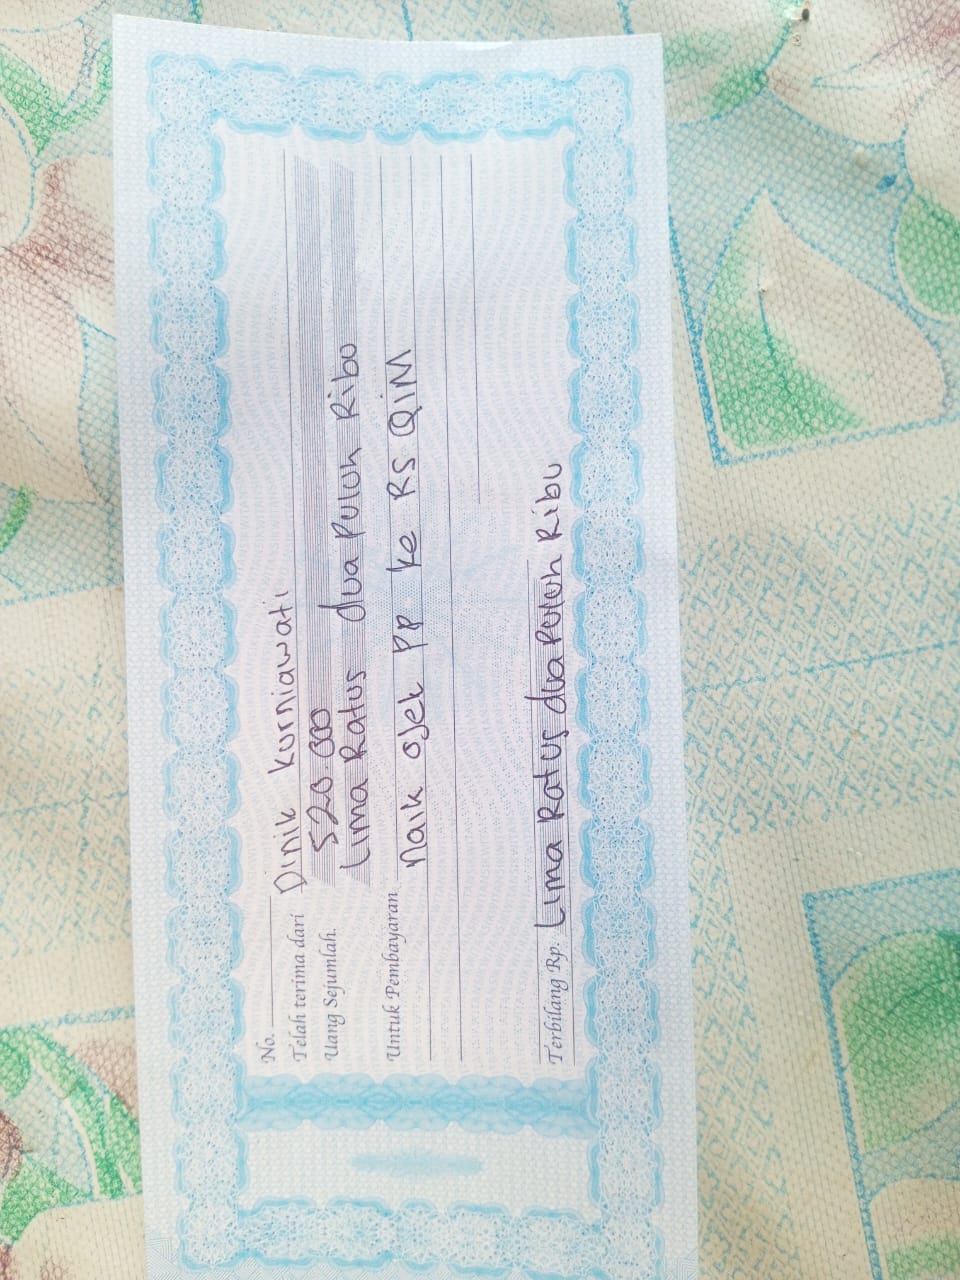 No.
Telah terima dari Dinik kurniawati
Uang Sejumlah. 520 000
Lima Ratus dua Puluh Ribu
Untuk Pembayaran
Naik ojek PP ke RS QIM
Terbilang Rp. Lima Ratus dua Puluh Ribu